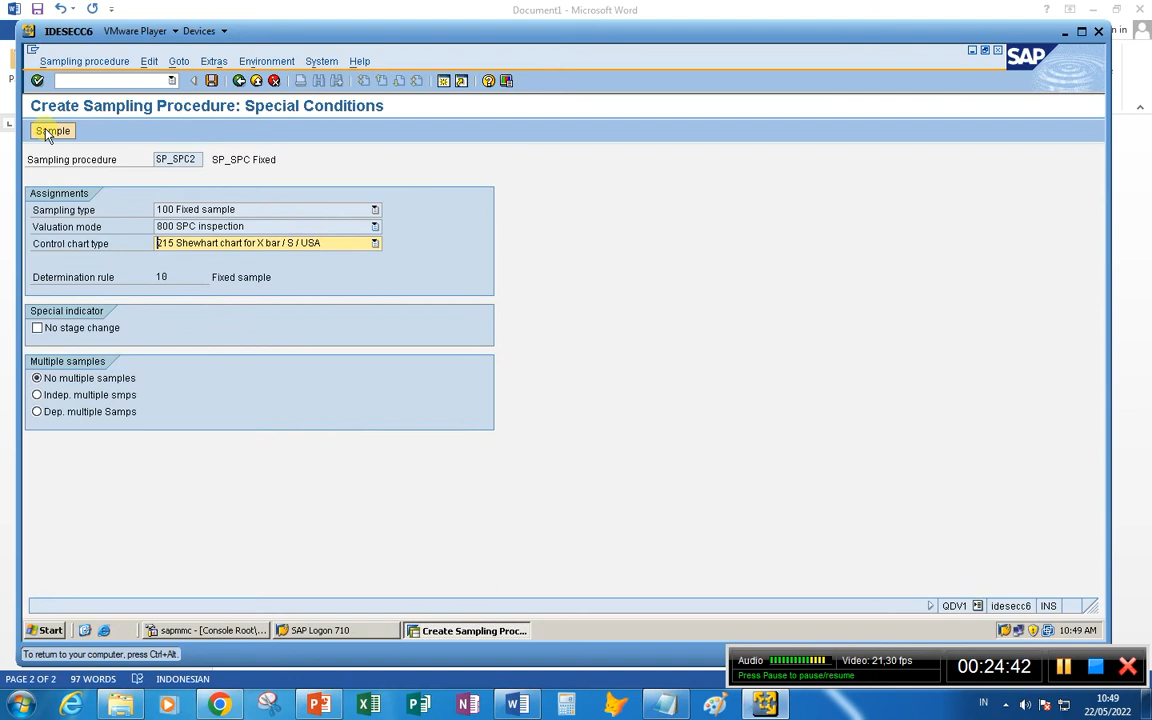 Document1 - Microsoft Word
IDESECC6 VMware Player Devices
Sampling procedure Edit Goto Extras Environment System Help
SAP
Create Sampling Procedure: Special Conditions
Sample
Sampling procedure SP_SPC2 SP_SPC Fixed
Assignments
Sampling type 100 Fixed sample
Valuation mode 800 SPC inspection
Control chart type 215 Shewhart chart for X bar / S / USA
Determination rule 10 Fixed sample
Special indicator
No stage change
Multiple samples
No multiple samples
Indep. multiple smps
Dep. multiple Samps
QDV1 idesecc6 INS
Start sapmmc - [Console Root\... SAP Logon 710 Create Sampling Proc... 10:49 AM
To return to your computer, press Ctrl+Alt.
Audio Video: 21,30 fps
Press Pause to pause/resume
00:24:42
PAGE 2 OF 2 97 WORDS INDONESIAN
IN 10:49
22/05/2022